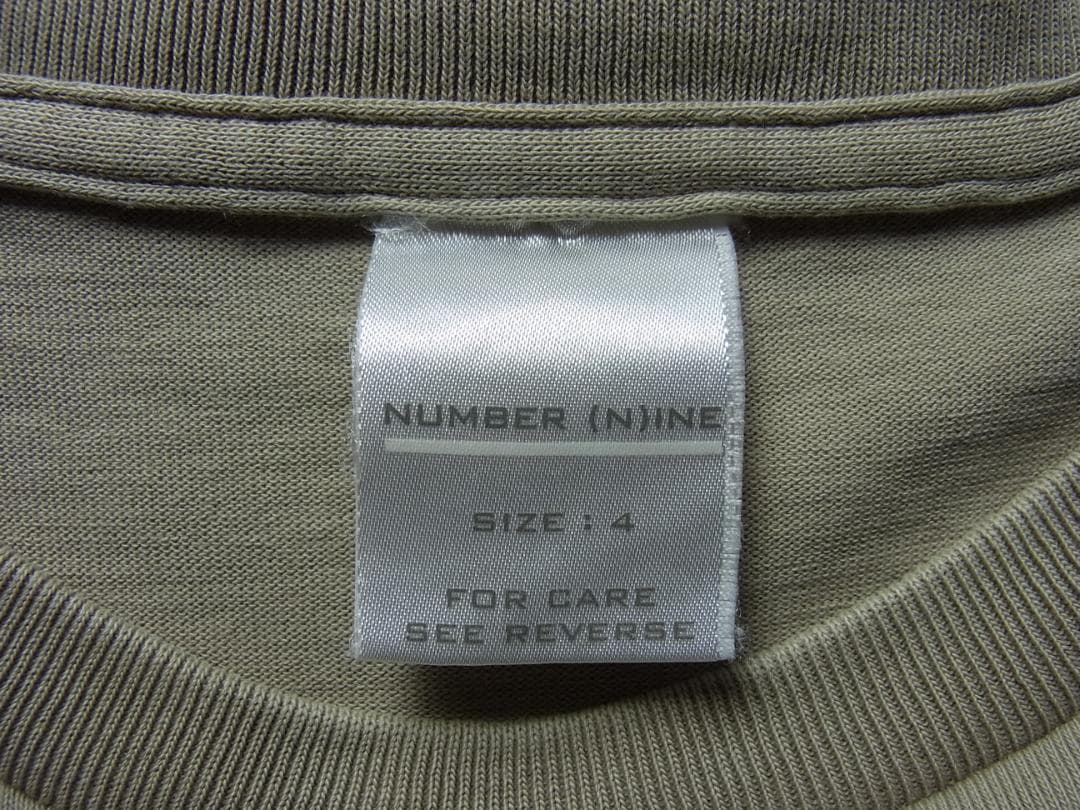 NUMBER (N)INE
SIZE : 4
FOR CARE
SEE REVERSE